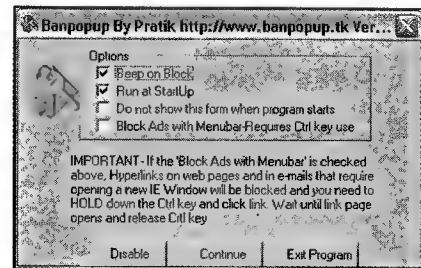 Banpopup By Pratik http://www.banpopup.tk Ver...
Options
Beep on Block
Run at StartUp
Do not show this form when program starts
Block Ads with Menubar-Requires Ctrl key use
IMPORTANT - If the 'Block Ads with Menubar' is checked
above, Hyperlinks on web pages and in e-mails that require
opening a new IE Window will be blocked and you need to
HOLD down the Ctrl key and click link. Wait until link page
opens and release Crtl key
Disable Continue Exit Program